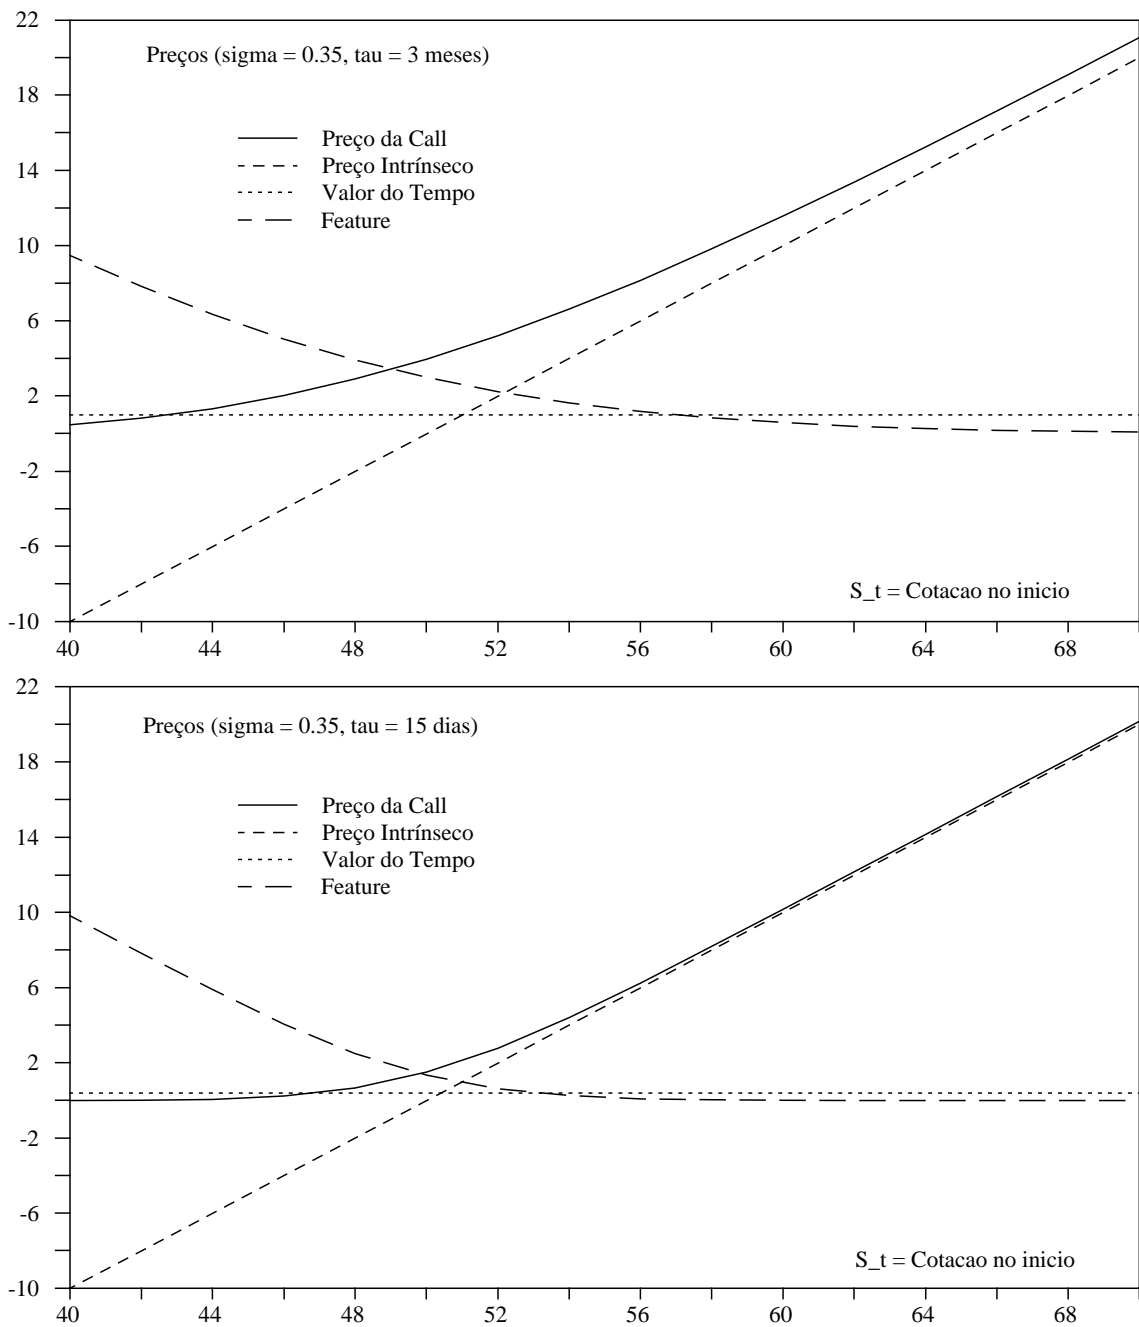 22
18
14
10
6
2
-2
-6
-10
Preços (sigma = 0.35, tau = 3 meses)
Preço da Call
Preço Intrínseco
Valor do Tempo
Feature
S_t = Cotacao no inicio
40 44 48 52 56 60 64 68
22
18
14
10
6
2
-2
-6
-10
Preços (sigma = 0.35, tau = 15 dias)
Preço da Call
Preço Intrínseco
Valor do Tempo
Feature
S_t = Cotacao no inicio
40 44 48 52 56 60 64 68